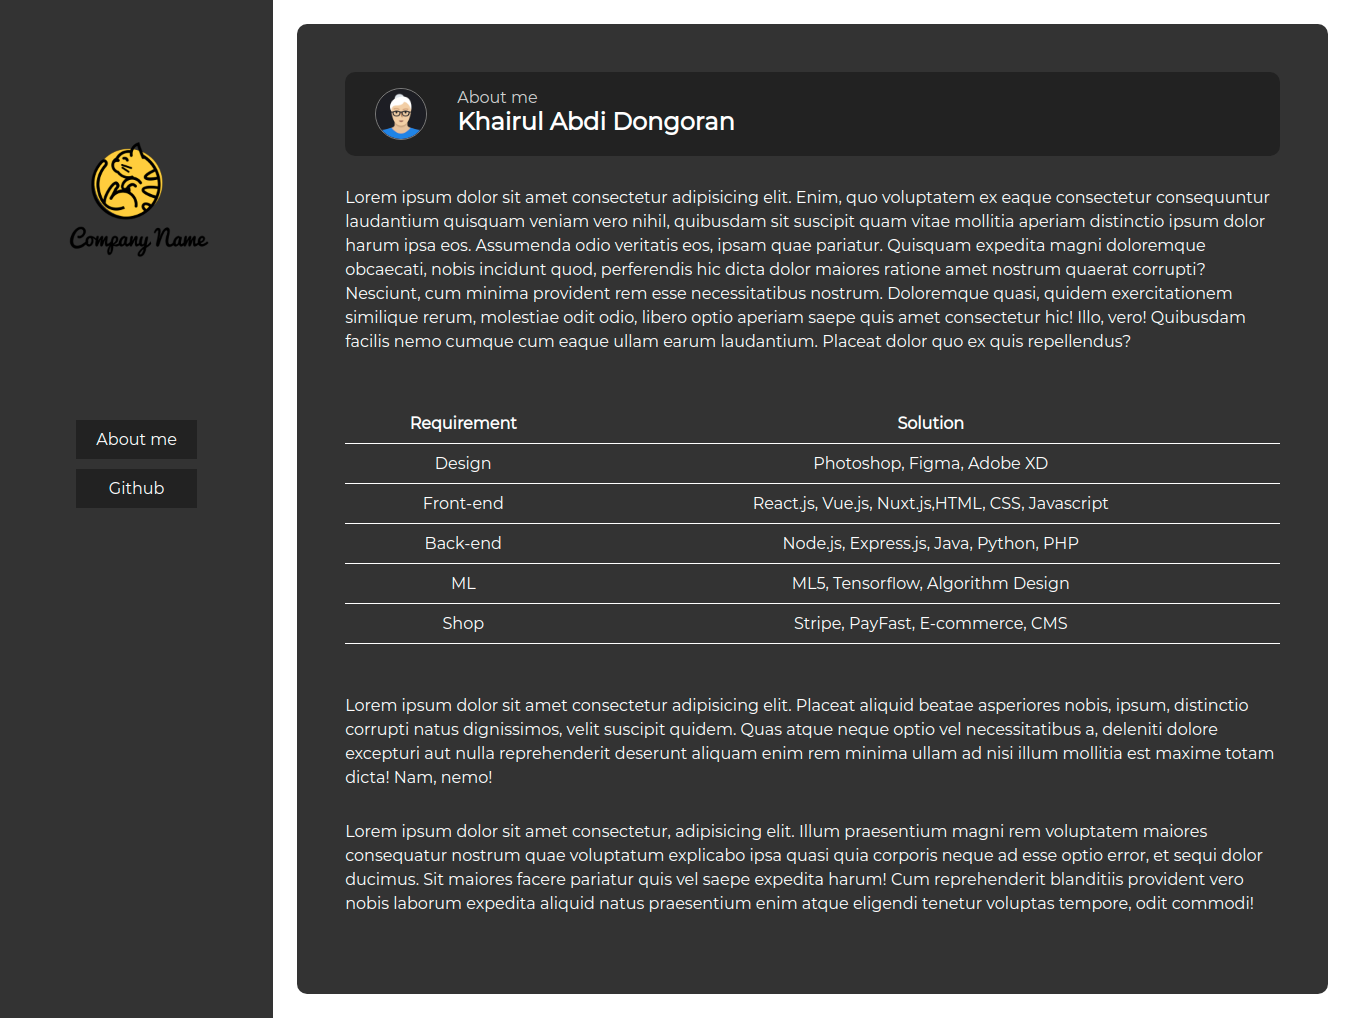 Company Name
About me
Github
About me
Khairul Abdi Dongoran
Lorem ipsum dolor sit amet consectetur adipisicing elit. Enim, quo voluptatem ex eaque consectetur consequuntur
laudantium quisquam veniam vero nihil, quibusdam sit suscipit quam vitae mollitia aperiam distinctio ipsum dolor
harum ipsa eos. Assumenda odio veritatis eos, ipsam quae pariatur. Quisquam expedita magni doloremque
obcaecati, nobis incidunt quod, perferendis hic dicta dolor maiores ratione amet nostrum quaerat corrupti?
Nesciunt, cum minima provident rem esse necessitatibus nostrum. Doloremque quasi, quidem exercitationem
similique rerum, molestiae odit odio, libero optio aperiam saepe quis amet consectetur hic! Illo, vero! Quibusdam
facilis nemo cumque cum eaque ullam earum laudantium. Placeat dolor quo ex quis repellendus?
Requirement Solution
Design Photoshop, Figma, Adobe XD
Front-end React.js, Vue.js, Nuxt.js,HTML, CSS, Javascript
Back-end Node.js, Express.js, Java, Python, PHP
ML ML5, Tensorflow, Algorithm Design
Shop Stripe, PayFast, E-commerce, CMS
Lorem ipsum dolor sit amet consectetur adipisicing elit. Placeat aliquid beatae asperiores nobis, ipsum, distinctio
corrupti natus dignissimos, velit suscipit quidem. Quas atque neque optio vel necessitatibus a, deleniti dolore
excepturi aut nulla reprehenderit deserunt aliquam enim rem minima ullam ad nisi illum mollitia est maxime totam
dicta! Nam, nemo!
Lorem ipsum dolor sit amet consectetur, adipisicing elit. Illum praesentium magni rem voluptatem maiores
consequatur nostrum quae voluptatum explicabo ipsa quasi quia corporis neque ad esse optio error, et sequi dolor
ducimus. Sit maiores facere pariatur quis vel saepe expedita harum! Cum reprehenderit blanditiis provident vero
nobis laborum expedita aliquid natus praesentium enim atque eligendi tenetur voluptas tempore, odit commodi!